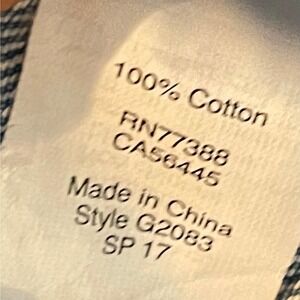 100% Cotton
RN77388
CA56445
Made in China
Style G2083
SP 17